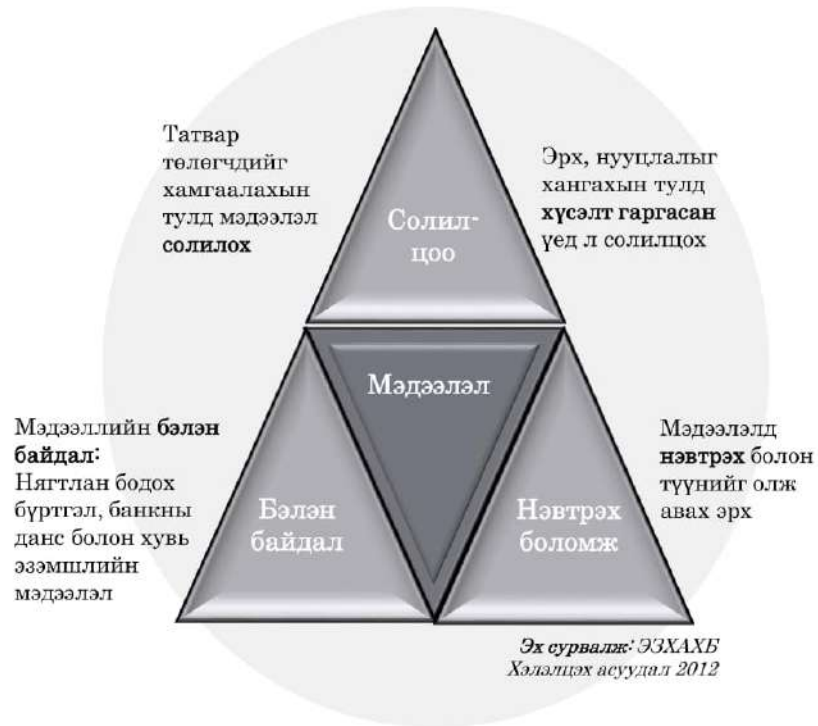 Татвар
төлөгчдийг
хамгаалахын
тулд мэдээлэл
солилох
Эрх, нууцлалыг
хангахын тулд
хүсэлт гаргасан
үед л солилцох
Солил-
цоо
Мэдээлэл
Мэдээллийн бэлэн
байдал:
Нягтлан бодох
бүртгэл, банкны
данс болон хувь
эзэмшлийн
мэдээлэл
Бэлэн
байдал
Нэвтрэх
боломж
Мэдээлэлд
нэвтрэх болон
түүнийг олж
авах эрх
Эх сурвалж: ЭЗХАХБ
Хэлэлцэх асуудал 2012